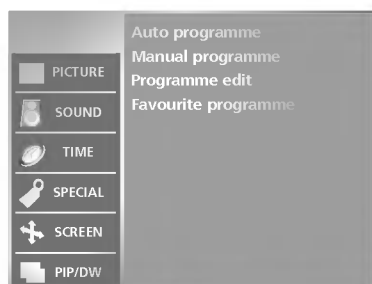 Auto programme
Manual programme
Programme edit
Favourite programme
PICTURE
SOUND
TIME
SPECIAL
SCREEN
PIP/DW